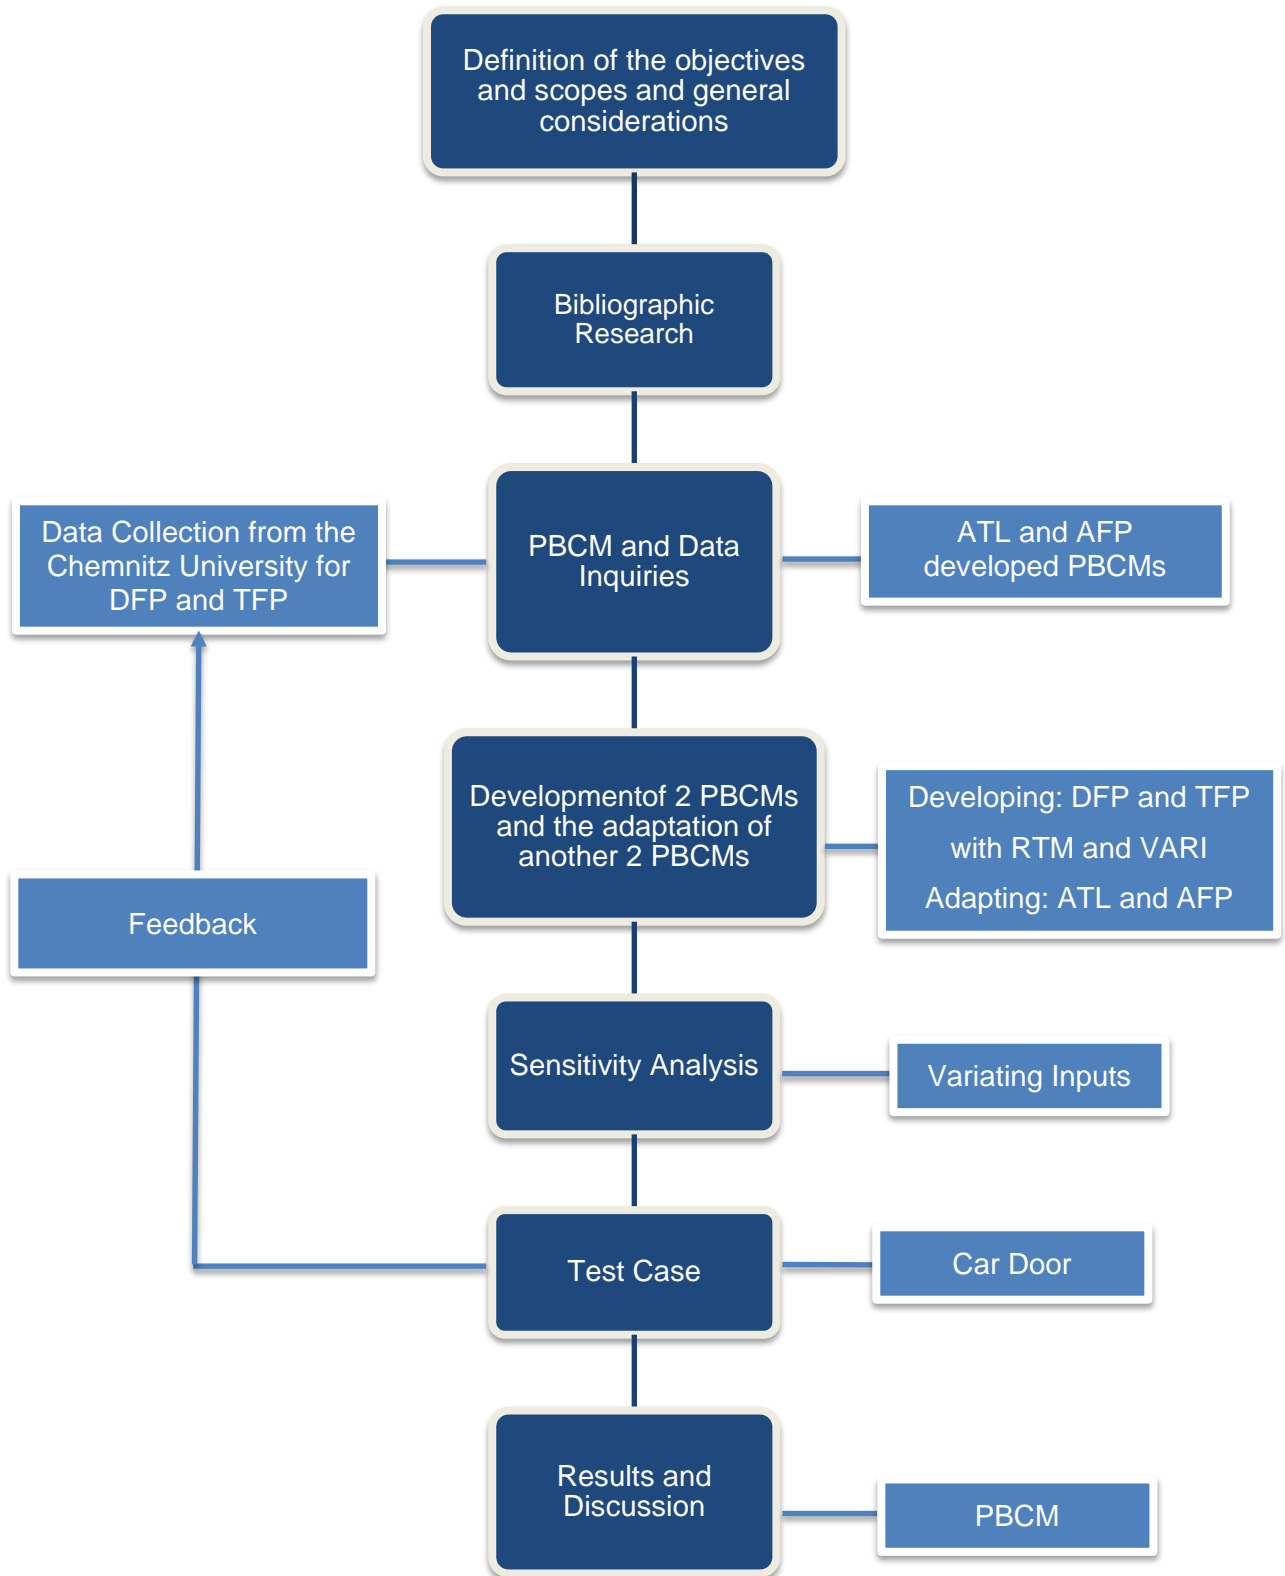 Definition of the objectives
and scopes and general
considerations
Bibliographic
Research
Data Collection from the
Chemnitz University for
DFP and TFP
PBCM and Data
Inquiries
ATL and AFP
developed PBCMs
Developmentof 2 PBCMs
and the adaptation of
another 2 PBCMs
Developing: DFP and TFP
with RTM and VARI
Adapting: ATL and AFP
Feedback
Sensitivity Analysis
Variating Inputs
Test Case
Car Door
Results and
Discussion
PBCM